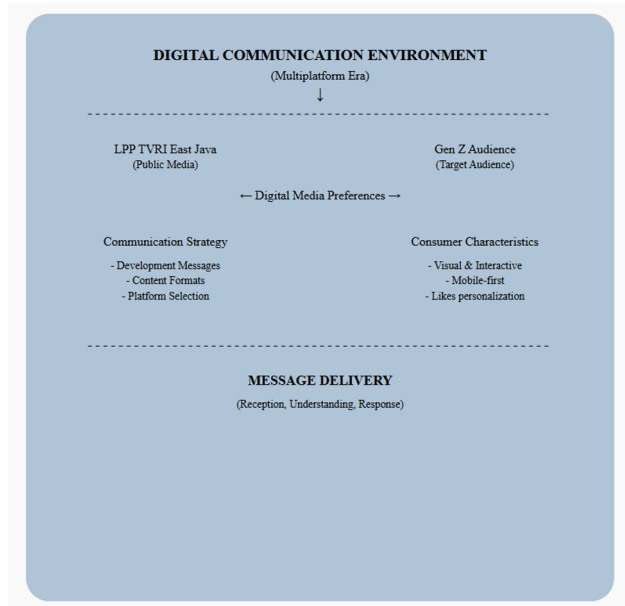 DIGITAL COMMUNICATION ENVIRONMENT
(Multiplatform Era)
↓
LPP TVRI East Java
(Public Media)
Gen Z Audience
(Target Audience)
← Digital Media Preferences →
Communication Strategy
- Development Messages
- Content Formats
- Platform Selection
Consumer Characteristics
- Visual & Interactive
- Mobile-first
- Likes personalization
MESSAGE DELIVERY
(Reception, Understanding, Response)